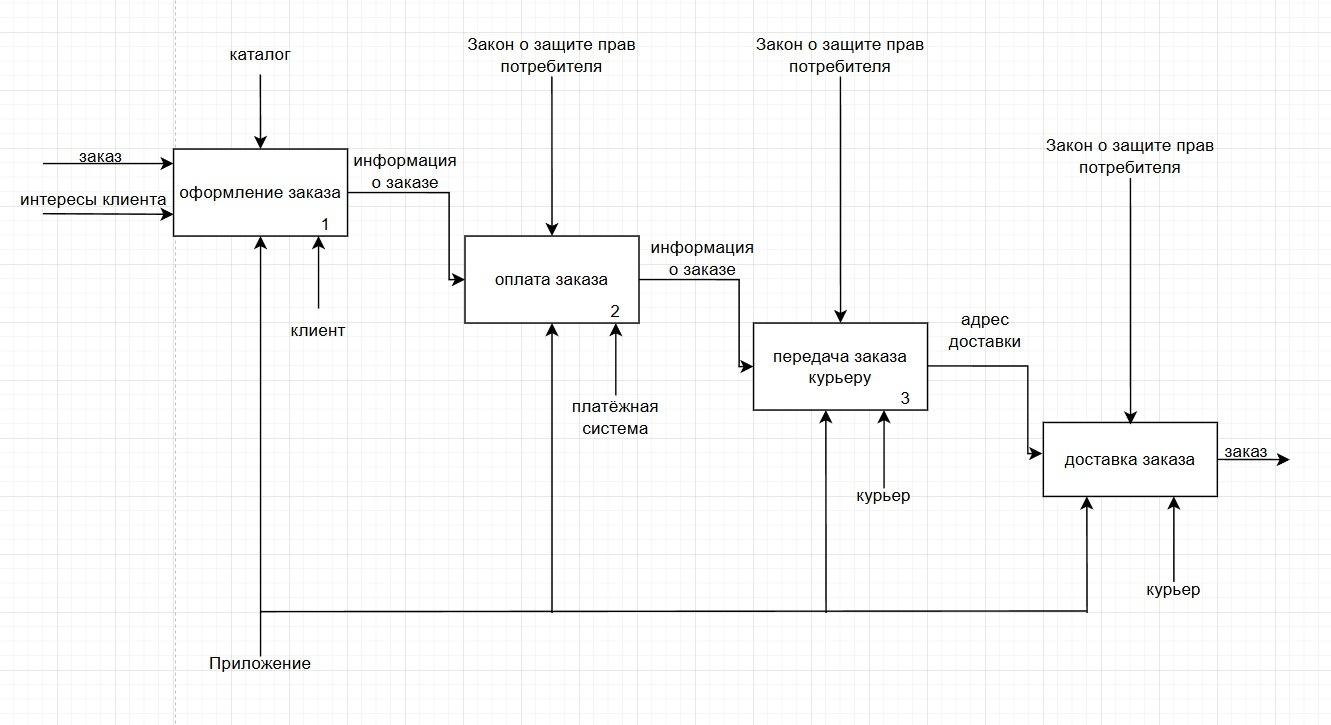 каталог
Закон о защите прав
потребителя
Закон о защите прав
потребителя
Закон о защите прав
потребителя
заказ
интересы клиента
оформление заказа
1
информация
о заказе
клиент
оплата заказа
2
информация
о заказе
платёжная
система
передача заказа
курьеру
3
адрес
доставки
курьер
доставка заказа
заказ
курьер
Приложение